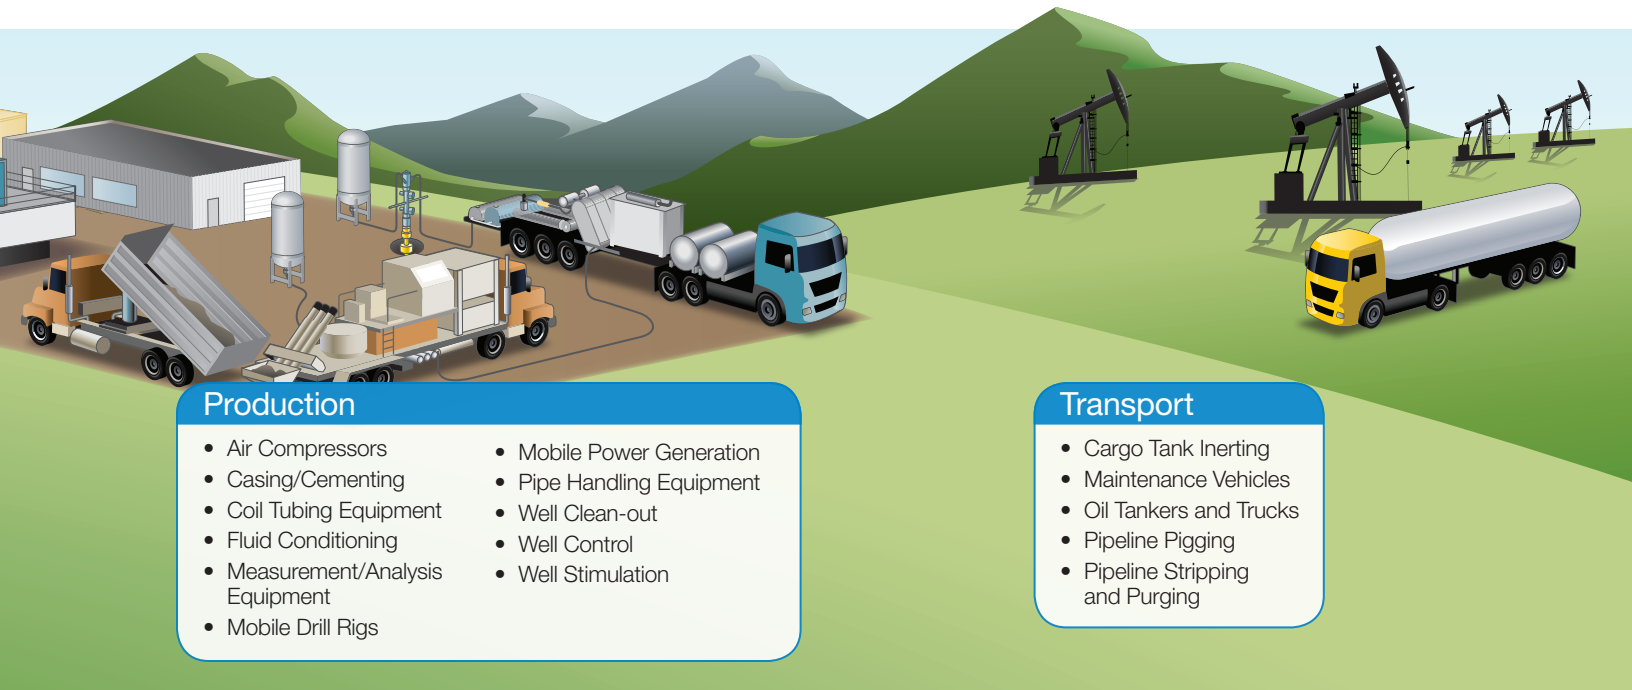 Production
• Air Compressors
• Casing/Cementing
• Coil Tubing Equipment
• Fluid Conditioning
• Measurement/Analysis
Equipment
• Mobile Drill Rigs
• Mobile Power Generation
• Pipe Handling Equipment
• Well Clean-out
• Well Control
• Well Stimulation
Transport
• Cargo Tank Inerting
• Maintenance Vehicles
• Oil Tankers and Trucks
• Pipeline Pigging
• Pipeline Stripping
and Purging